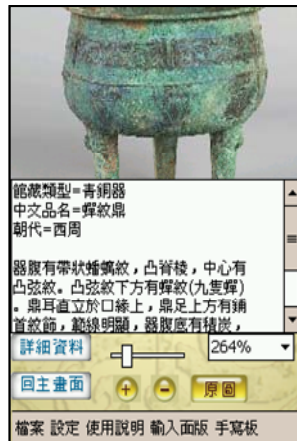 館藏類型=青銅器
中文品名=蟬紋鼎
朝代=西周
器腹有帶狀蟠螭紋，凸脊棱，中心有
凸弦紋。凸弦紋下方有蟬紋(九隻蟬)
。鼎耳直立於口緣上，鼎足上方有鋪
首紋飾，範線明顯，器腹底有積炭，
詳細資料
264%
回主畫面
原圖
檔案 設定 使用說明 輸入面版 手寫板